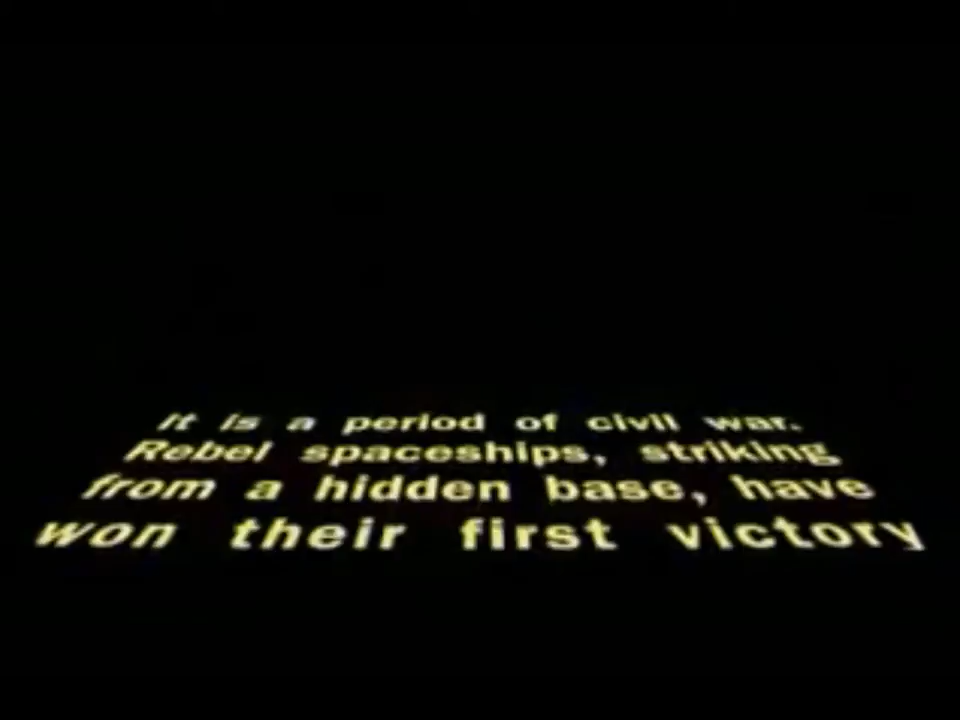 It is a period of civil war.
Rebel spaceships, striking
from a hidden base, have
won their first victory